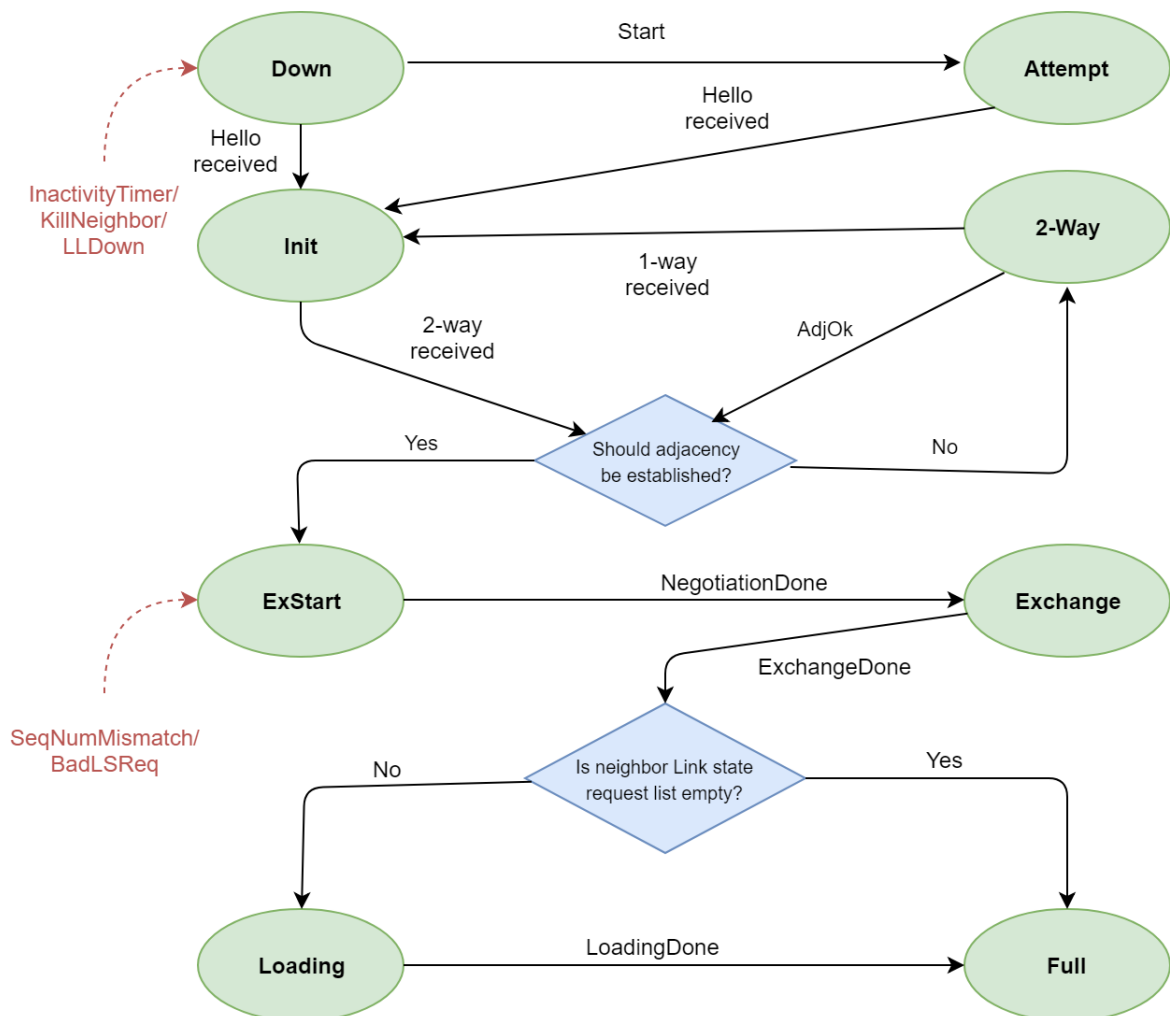 Start
Down
Attempt
Hello
received
Hello
received
InactivityTimer/
KillNeighbor/
LLDown
Init
2-Way
1-way
received
2-way
received
AdjOk
Should adjacency
be established?
Yes
No
ExStart
NegotiationDone
Exchange
ExchangeDone
SeqNumMismatch/
BadLSReq
Is neighbor Link state
request list empty?
No
Yes
Loading
LoadingDone
Full